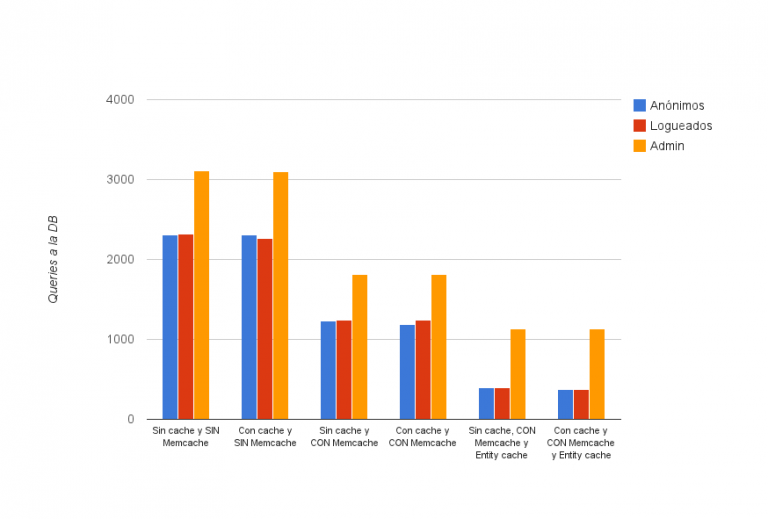 4000
3000
2000
1000
0
Queries a la DB
Anónimos
Logueados
Admin
Sin cache y SIN
Memcache
Con cache y
SIN Memcache
Sin cache y
CON Memcache
Con cache y
CON Memcache
Sin cache, CON
Memcache y
Entity cache
Con cache y
CON Memcache
y Entity cache